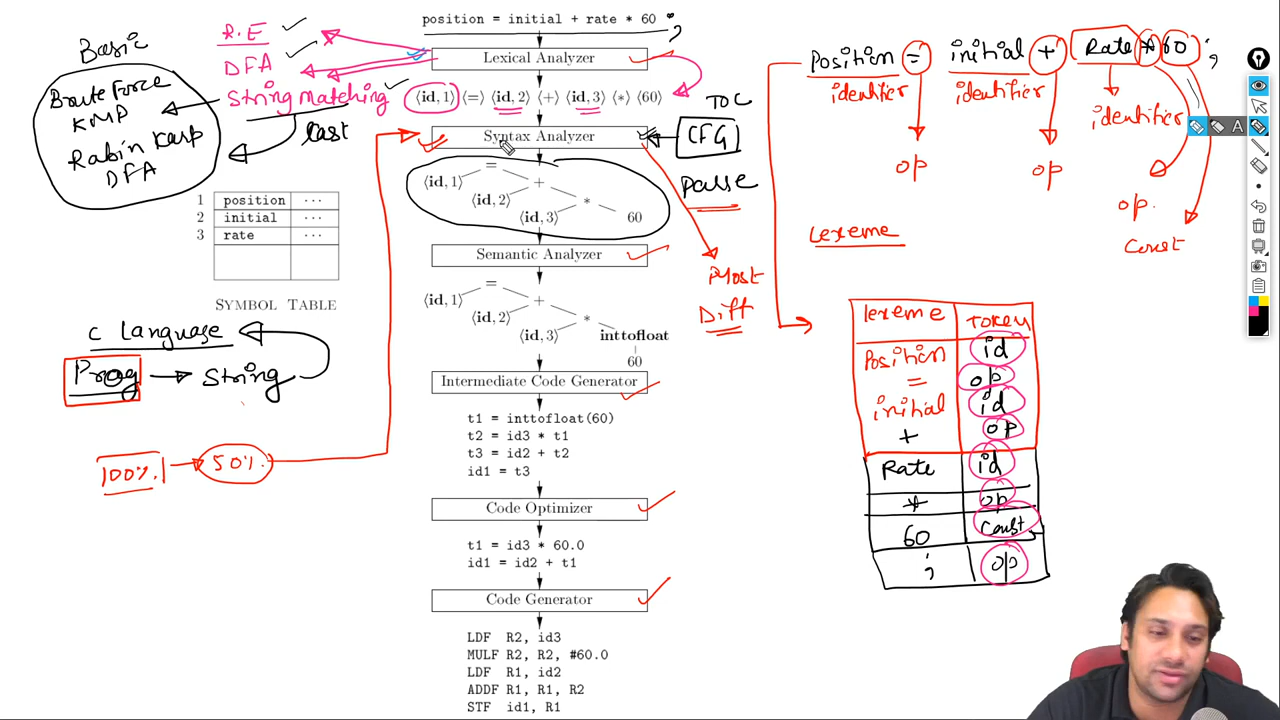 position = initial + rate * 60 ;
Lexical Analyzer
⟨id, 1⟩ ⟨=⟩ ⟨id, 2⟩ ⟨+⟩ ⟨id, 3⟩ ⟨*⟩ ⟨60⟩
Syntax Analyzer
=
⟨id, 1⟩ +
⟨id, 2⟩ *
⟨id, 3⟩ 60
Semantic Analyzer
=
⟨id, 1⟩ +
⟨id, 2⟩ *
⟨id, 3⟩ inttofloat
60
Intermediate Code Generator
t1 = inttofloat(60)
t2 = id3 * t1
t3 = id2 + t2
id1 = t3
Code Optimizer
t1 = id3 * 60.0
id1 = id2 + t1
Code Generator
LDF R2, id3
MULF R2, R2, #60.0
LDF R1, id2
ADDF R1, R1, R2
STF id1, R1
Basic
Brute Force
KMP
Rabin Karp
DFA
R.E
DFA
String matching
last
1 position ...
2 initial ...
3 rate ...
SYMBOL TABLE
C Language
Prog → String
100% → 50%
TOC
CFG
Parse
Most
Diff
Position = initial + Rate * 60 ;
identifier identifier identifier
op op op.
Const
Lexeme
lexeme TOKEN
Position id
= op
initial id
+ op
Rate id
* op
60 Const
; op
A